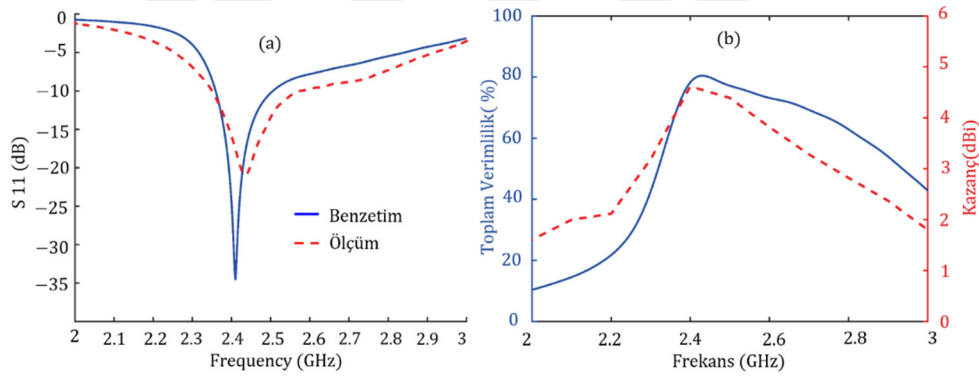 (a)
0
−5
−10
−15
−20
−25
−30
−35
S 11 (dB)
Benzetim
Ölçüm
2 2.1 2.2 2.3 2.4 2.5 2.6 2.7 2.8 2.9 3
Frequency (GHz)
(b)
100
80
60
40
20
0
Toplam Verimlilik( %)
6
5
4
3
2
1
0
Kazanç(dBi)
2 2.2 2.4 2.6 2.8 3
Frekans (GHz)